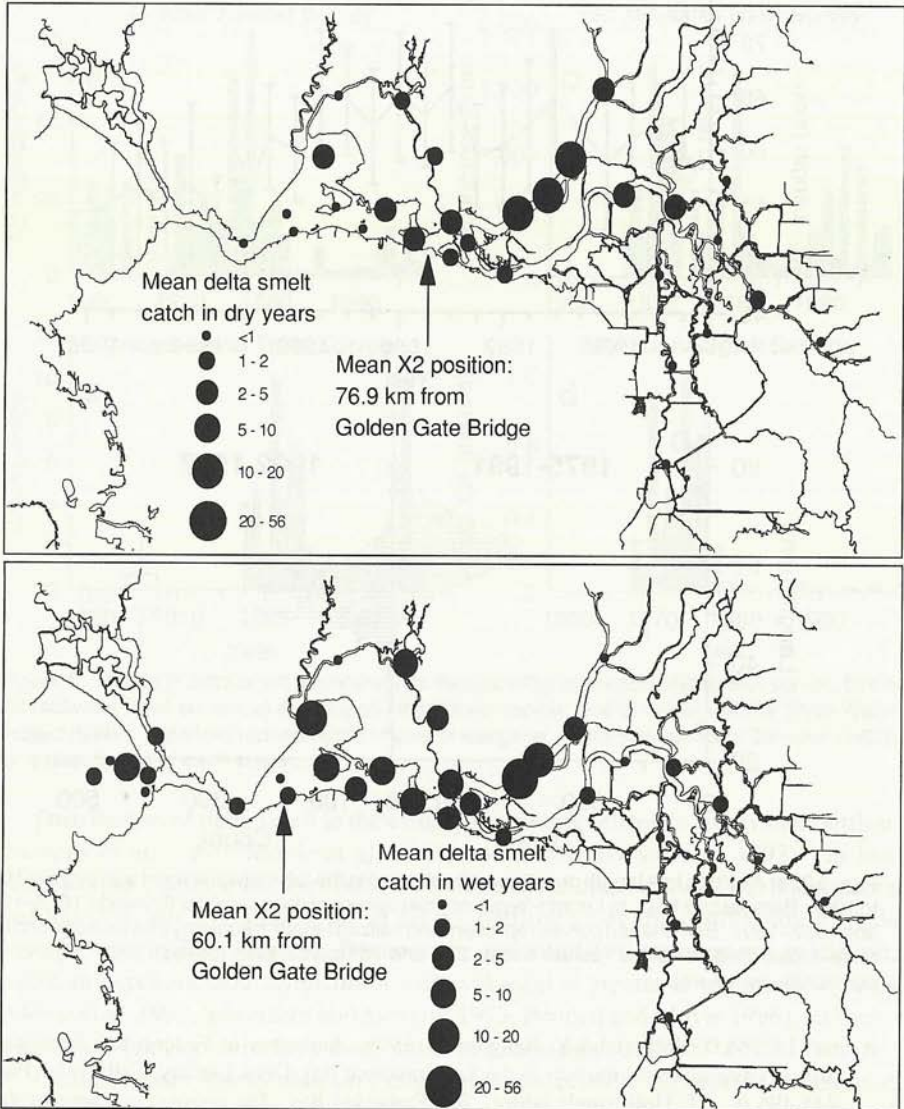 Mean delta smelt
catch in dry years
<1
1 - 2
2 - 5
5 - 10
10 - 20
20 - 56
Mean X2 position:
76.9 km from
Golden Gate Bridge
Mean delta smelt
catch in wet years
<1
1 - 2
2 - 5
5 - 10
10 - 20
20 - 56
Mean X2 position:
60.1 km from
Golden Gate Bridge